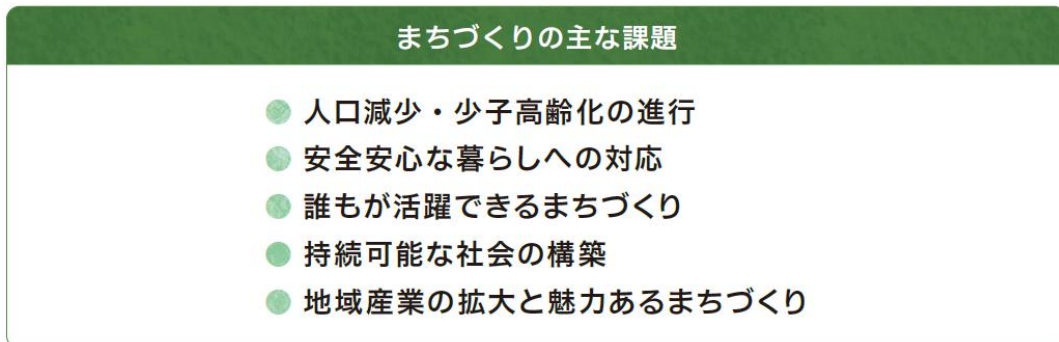 まちづくりの主な課題
人口減少・少子高齢化の進行
安全安心な暮らしへの対応
誰もが活躍できるまちづくり
持続可能な社会の構築
地域産業の拡大と魅力あるまちづくり